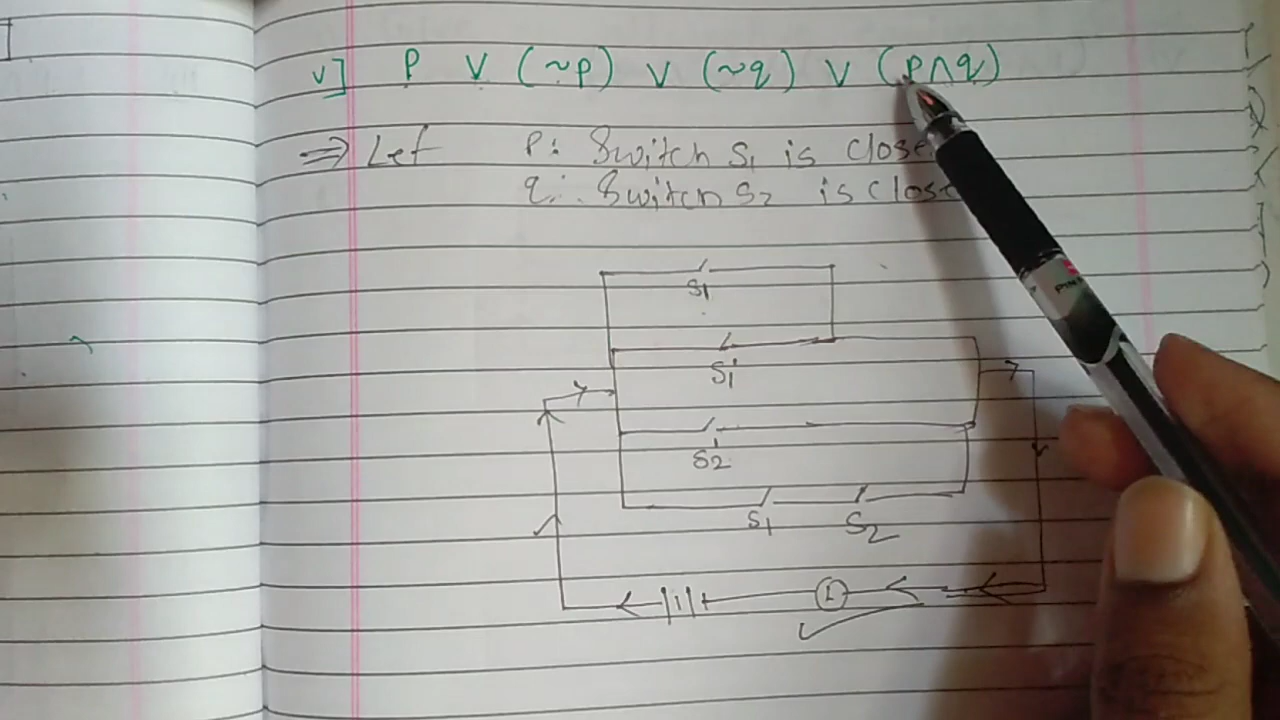 v] p ∨ (~p) ∨ (~q) ∨ (p∧q)
⇒ Let p: Switch S1 is close
q: Switch S2 is close
S1
S1'
S2'
S1 S2
L